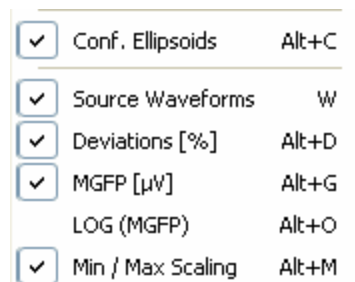 Conf. Ellipsoids Alt+C
Source Waveforms W
Deviations [%] Alt+D
MGFP [µV] Alt+G
LOG (MGFP) Alt+O
Min / Max Scaling Alt+M